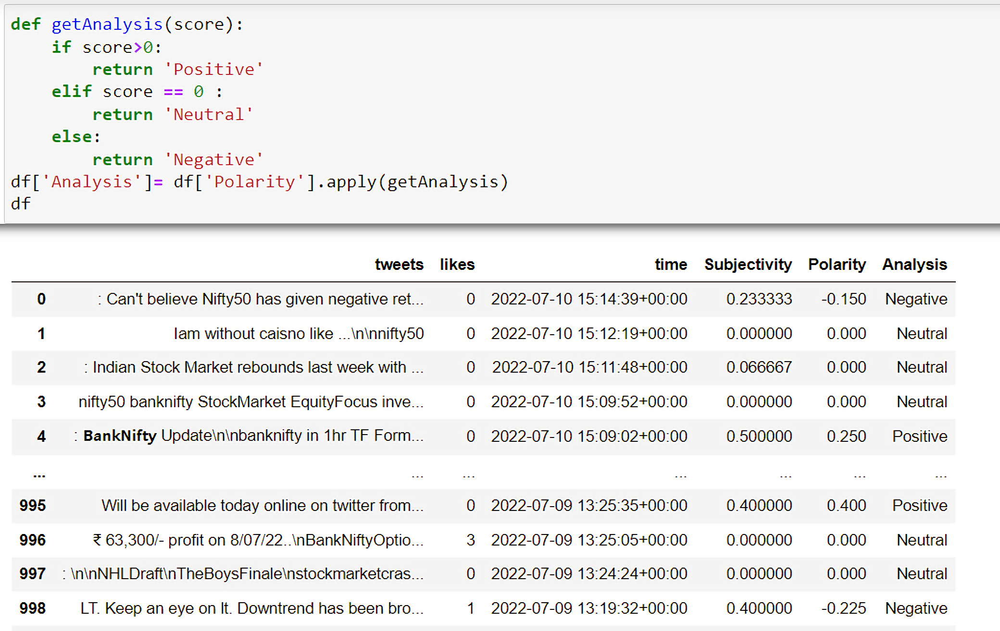 def getAnalysis(score):
    if score>0:
        return 'Positive'
    elif score == 0 :
        return 'Neutral'
    else:
        return 'Negative'
df['Analysis']= df['Polarity'].apply(getAnalysis)
df
tweets likes time Subjectivity Polarity Analysis
0 : Can't believe Nifty50 has given negative ret... 0 2022-07-10 15:14:39+00:00 0.233333 -0.150 Negative
1 Iam without caisno like ...\n\nnifty50 0 2022-07-10 15:12:19+00:00 0.000000 0.000 Neutral
2 : Indian Stock Market rebounds last week with ... 0 2022-07-10 15:11:48+00:00 0.066667 0.000 Neutral
3 nifty50 banknifty StockMarket EquityFocus inve... 0 2022-07-10 15:09:52+00:00 0.000000 0.000 Neutral
4 : BankNifty Update\n\nbanknifty in 1hr TF Form... 0 2022-07-10 15:09:02+00:00 0.500000 0.250 Positive
... ... ... ... ... ... ...
995 Will be available today online on twitter from... 0 2022-07-09 13:25:35+00:00 0.400000 0.400 Positive
996 ₹ 63,300/- profit on 8/07/22..\nBankNiftyOptio... 3 2022-07-09 13:25:05+00:00 0.000000 0.000 Neutral
997 : \n\nNHLDraft\nTheBoysFinale\nstockmarketcras... 0 2022-07-09 13:24:24+00:00 0.000000 0.000 Neutral
998 LT. Keep an eye on lt. Downtrend has been bro... 1 2022-07-09 13:19:32+00:00 0.400000 -0.225 Negative